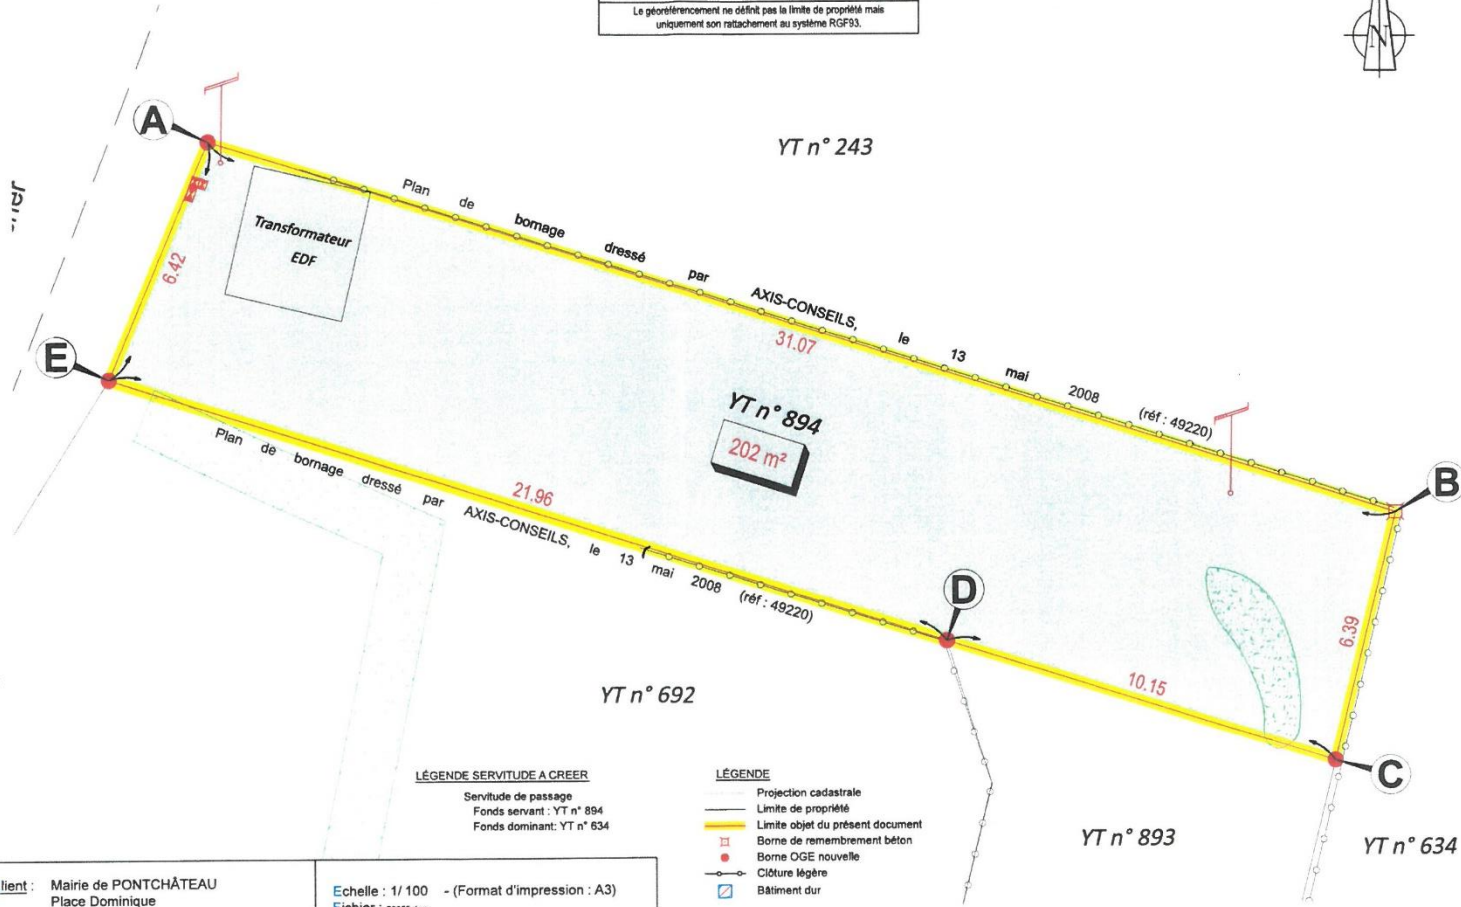 Le géoréférencement ne définit pas la limite de propriété mais
uniquement son rattachement au système RGF93.
N
A
YT n° 243
Plan de bornage dressé par AXIS-CONSEILS, le 13 mai 2008 (réf : 49220)
Transformateur
EDF
6.42
31.07
E
YT n° 894
202 m²
B
Plan de bornage dressé par AXIS-CONSEILS, le 13 mai 2008 (réf : 49220)
21.96
D
6.39
10.15
YT n° 692
C
YT n° 893
YT n° 634
LÉGENDE SERVITUDE A CREER
Servitude de passage
Fonds servant : YT n° 894
Fonds dominant: YT n° 634
LÉGENDE
Projection cadastrale
Limite de propriété
Limite objet du présent document
Borne de remembrement béton
Borne OGE nouvelle
Clôture légère
Bâtiment dur
lient : Mairie de PONTCHÂTEAU
Place Dominique
Echelle : 1/ 100 - (Format d'impression : A3)